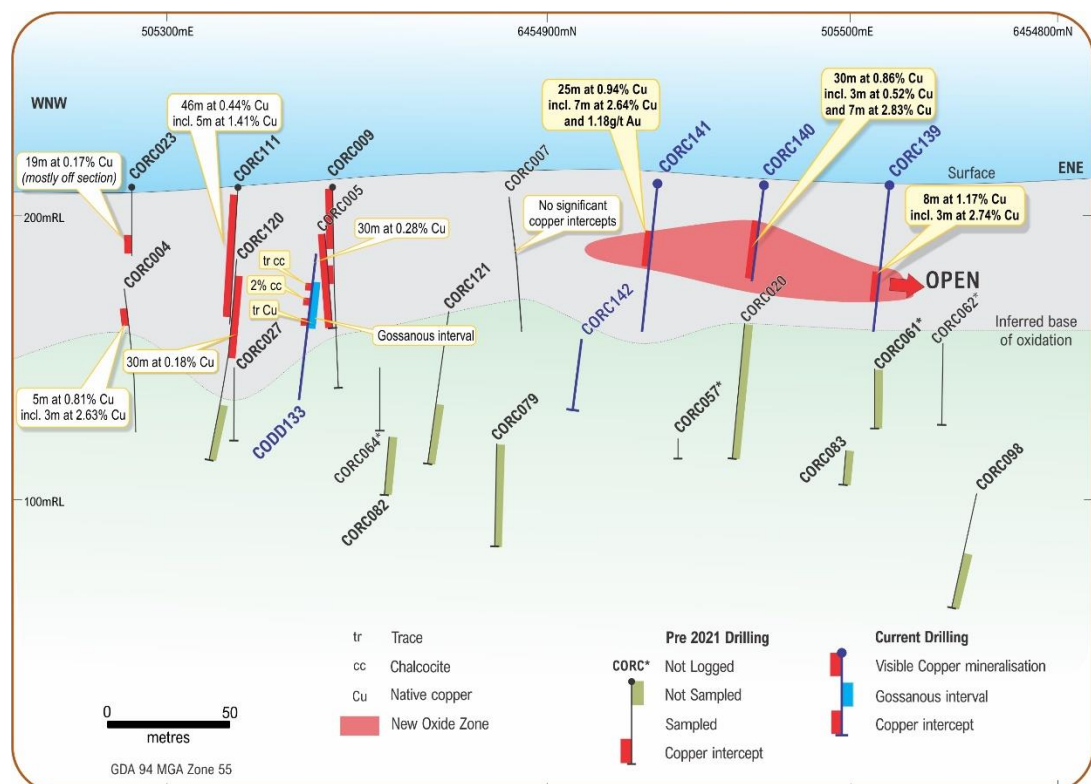 505300mE
6454900mN
505500mE
6454800mN
WNW
ENE
46m at 0.44% Cu
incl. 5m at 1.41% Cu
25m at 0.94% Cu
incl. 7m at 2.64% Cu
and 1.18g/t Au
30m at 0.86% Cu
incl. 3m at 0.52% Cu
and 7m at 2.83% Cu
19m at 0.17% Cu
(mostly off section)
CORC023
CORC111
CORC009
CORC007
CORC141
CORC140
CORC139
Surface
200mRL
CORC004
CORC120
CORC005
30m at 0.28% Cu
No significant
copper intercepts
8m at 1.17% Cu
incl. 3m at 2.74% Cu
tr cc
2% cc
tr Cu
Gossanous interval
CORC121
CORC142
CORC020
OPEN
CORC062*
CORC061*
Inferred base
of oxidation
30m at 0.18% Cu
CORC027
5m at 0.81% Cu
incl. 3m at 2.63% Cu
CODD133
CORC064*
CORC082
CORC079
CORC057*
CORC083
CORC098
100mRL
tr Trace
cc Chalcocite
Cu Native copper
New Oxide Zone
Pre 2021 Drilling
CORC* Not Logged
Not Sampled
Sampled
Copper intercept
Current Drilling
Visible Copper mineralisation
Gossanous interval
Copper intercept
0 50
metres
GDA 94 MGA Zone 55